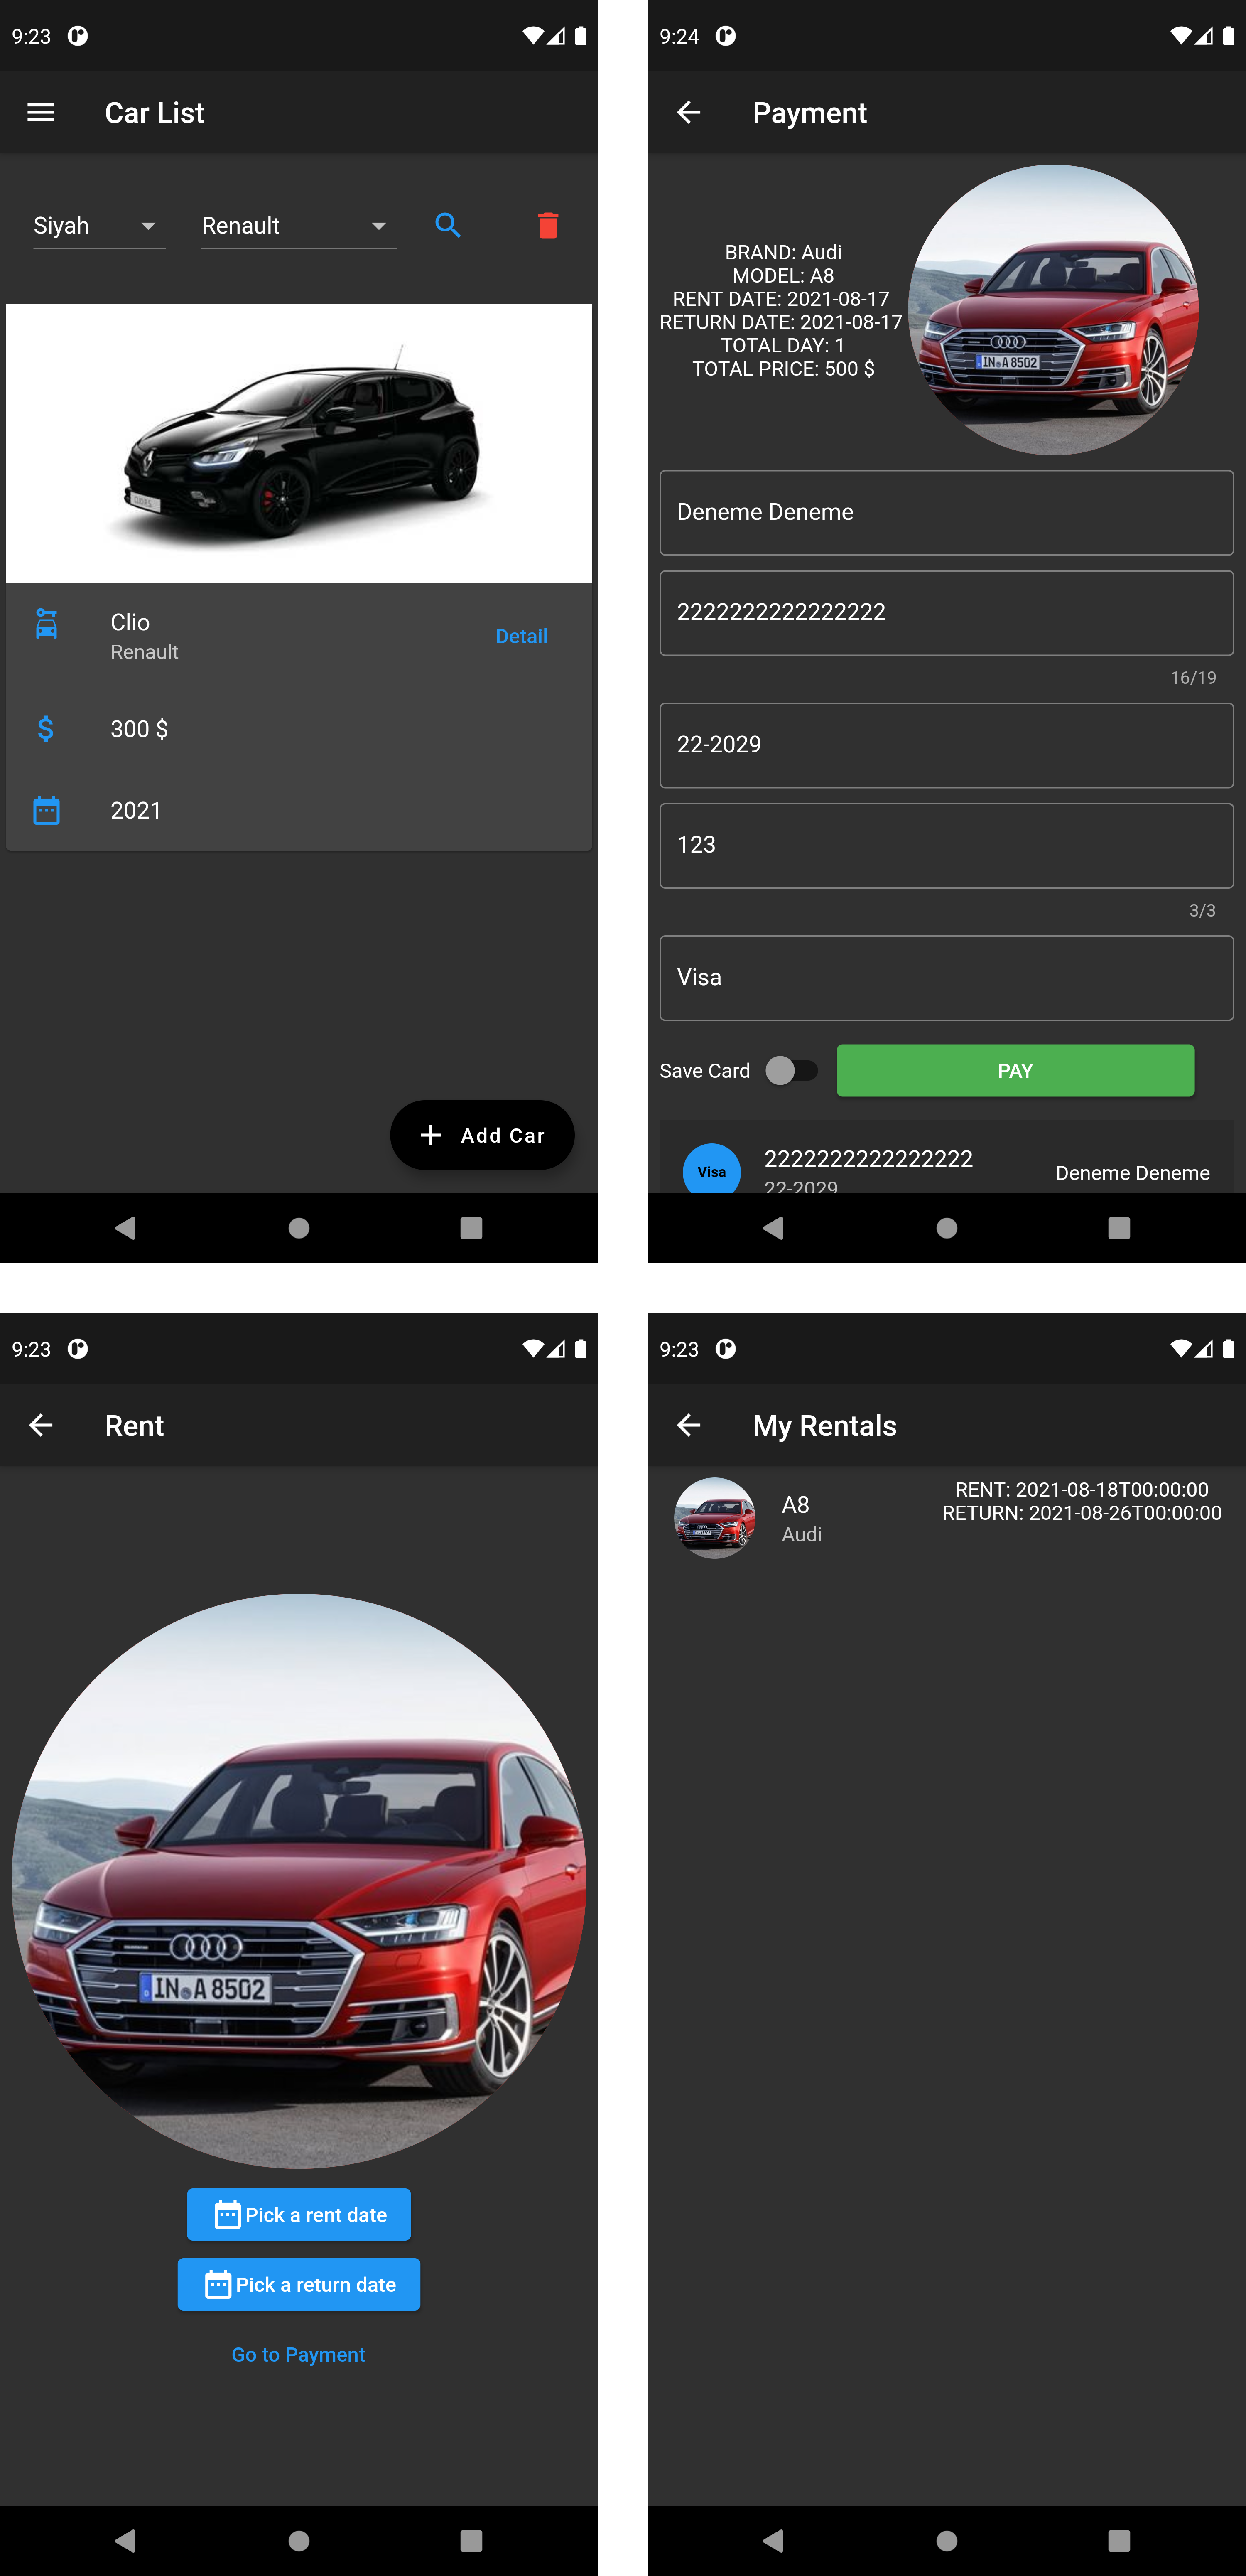 9:23
Car List
Siyah
Renault
Clio
Renault
Detail
$
300 $
2021
+ Add Car
9:24
Payment
BRAND: Audi
MODEL: A8
RENT DATE: 2021-08-17
RETURN DATE: 2021-08-17
TOTAL DAY: 1
TOTAL PRICE: 500 $
IN A 8502
Deneme Deneme
2222222222222222
16/19
22-2029
123
3/3
Visa
Save Card
PAY
Visa
2222222222222222
22-2029
Deneme Deneme
9:23
Rent
IN A 8502
Pick a rent date
Pick a return date
Go to Payment
9:23
My Rentals
A8
Audi
RENT: 2021-08-18T00:00:00
RETURN: 2021-08-26T00:00:00